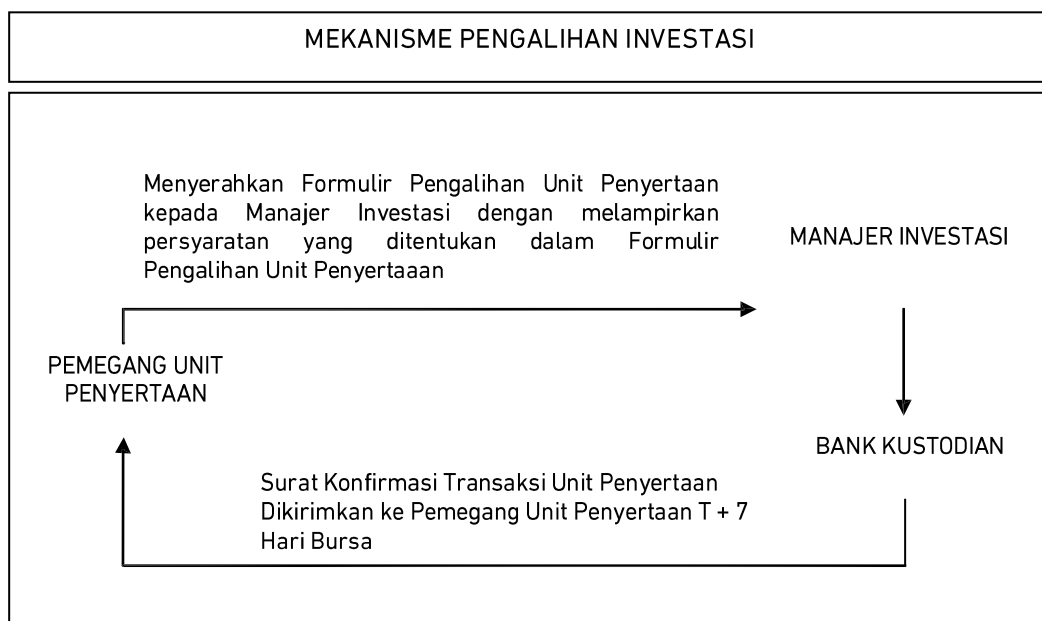 MEKANISME PENGALIHAN INVESTASI
Menyerahkan Formulir Pengalihan Unit Penyertaan
kepada Manajer Investasi dengan melampirkan
persyaratan yang ditentukan dalam Formulir
Pengalihan Unit Penyertaaan
MANAJER INVESTASI
PEMEGANG UNIT
PENYERTAAN
BANK KUSTODIAN
Surat Konfirmasi Transaksi Unit Penyertaan
Dikirimkan ke Pemegang Unit Penyertaan T + 7
Hari Bursa